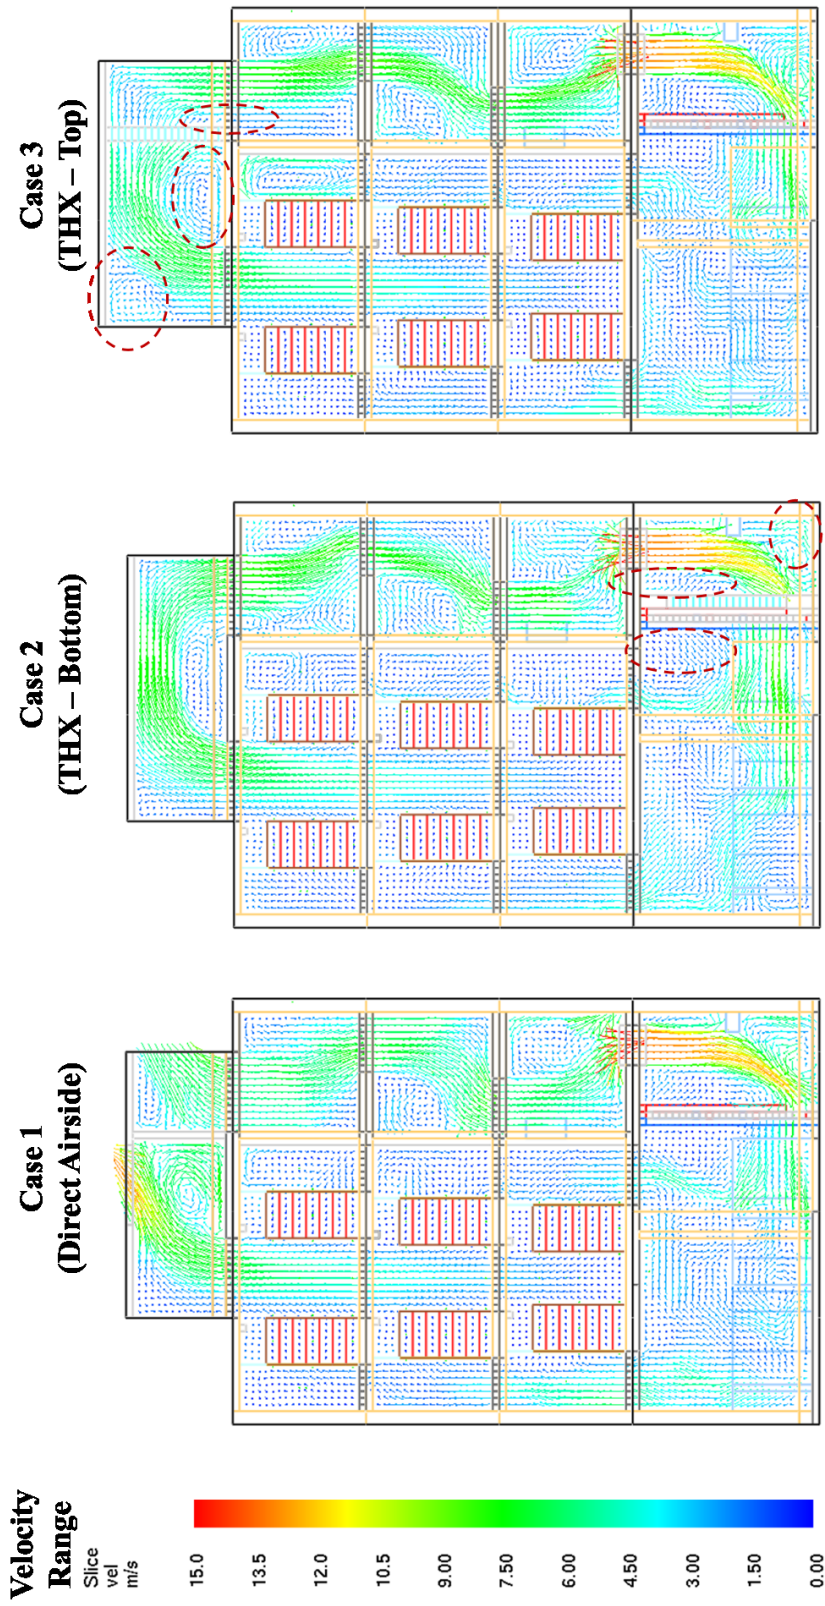 Case 3
(THX – Top)
Case 2
(THX – Bottom)
Case 1
(Direct Airside)
Velocity
Range
Slice
vel
m/s
15.0
13.5
12.0
10.5
9.00
7.50
6.00
4.50
3.00
1.50
0.00